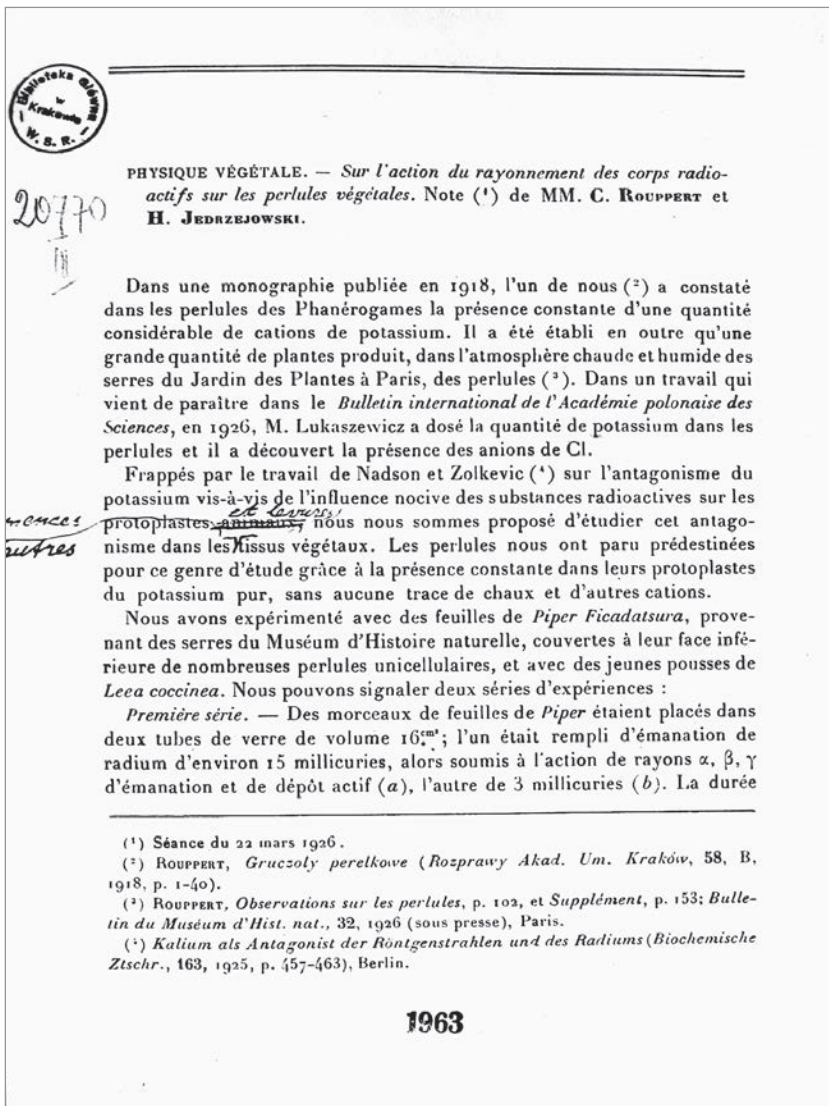 Biblioteka Główna
w
Krakowie
W. S. R.
20770
III
PHYSIQUE VÉGÉTALE. — Sur l'action du rayonnement des corps radio-
actifs sur les perlules végétales. Note (¹) de MM. C. ROUPPERT et
H. JEDRZEJOWSKI.
Dans une monographie publiée en 1918, l'un de nous (²) a constaté
dans les perlules des Phanérogames la présence constante d'une quantité
considérable de cations de potassium. Il a été établi en outre qu'une
grande quantité de plantes produit, dans l'atmosphère chaude et humide des
serres du Jardin des Plantes à Paris, des perlules (³). Dans un travail qui
vient de paraître dans le Bulletin international de l'Académie polonaise des
Sciences, en 1926, M. Lukaszewicz a dosé la quantité de potassium dans les
perlules et il a découvert la présence des anions de Cl.
Frappés par le travail de Nadson et Zolkevic (⁴) sur l'antagonisme du
potassium vis-à-vis de l'influence nocive des substances radioactives sur les
et levures
protoplastes animaux, nous nous sommes proposé d'étudier cet antago-
nisme dans les tissus végétaux. Les perlules nous ont paru prédestinées
pour ce genre d'étude grâce à la présence constante dans leurs protoplastes
du potassium pur, sans aucune trace de chaux et d'autres cations.
Nous avons expérimenté avec des feuilles de Piper Ficadatsura, prove-
nant des serres du Muséum d'Histoire naturelle, couvertes à leur face infé-
rieure de nombreuses perlules unicellulaires, et avec des jeunes pousses de
Leea coccinea. Nous pouvons signaler deux séries d'expériences :
Première série. — Des morceaux de feuilles de Piper étaient placés dans
deux tubes de verre de volume 16cm³; l'un était rempli d'émanation de
radium d'environ 15 millicuries, alors soumis à l'action de rayons α, β, γ
d'émanation et de dépôt actif (a), l'autre de 3 millicuries (b). La durée
(¹) Séance du 22 mars 1926.
(²) ROUPPERT, Gruczoly perelkowe (Rozprawy Akad. Um. Kraków, 58, B,
1918, p. 1-40).
(³) ROUPPERT, Observations sur les perlules, p. 102, et Supplément, p. 153; Bulle-
tin du Muséum d'Hist. nat., 32, 1926 (sous presse), Paris.
(⁴) Kalium als Antagonist der Röntgenstrahlen und des Radiums (Biochemische
Ztschr., 163, 1925, p. 457-463), Berlin.
1963